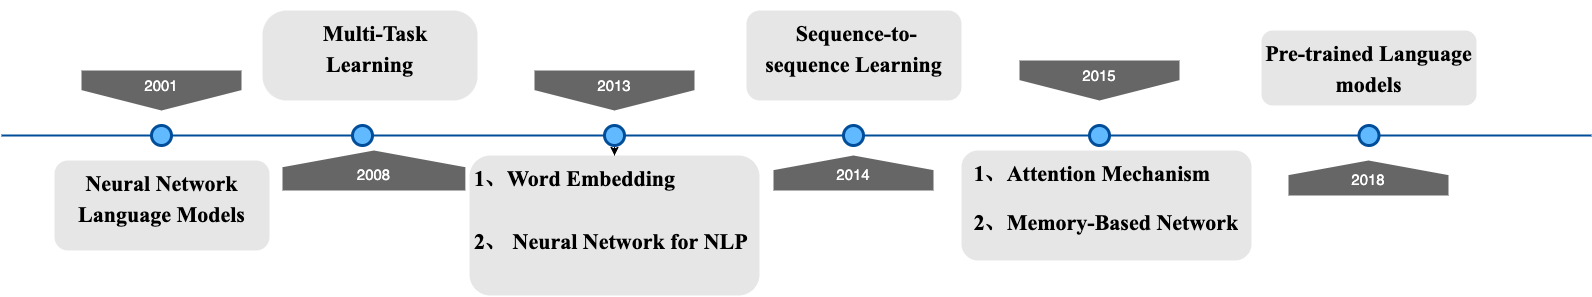 2001
Neural Network
Language Models
Multi-Task
Learning
2008
2013
1、Word Embedding
2、 Neural Network for NLP
Sequence-to-
sequence Learning
2014
2015
1、Attention Mechanism
2、Memory-Based Network
Pre-trained Language
models
2018